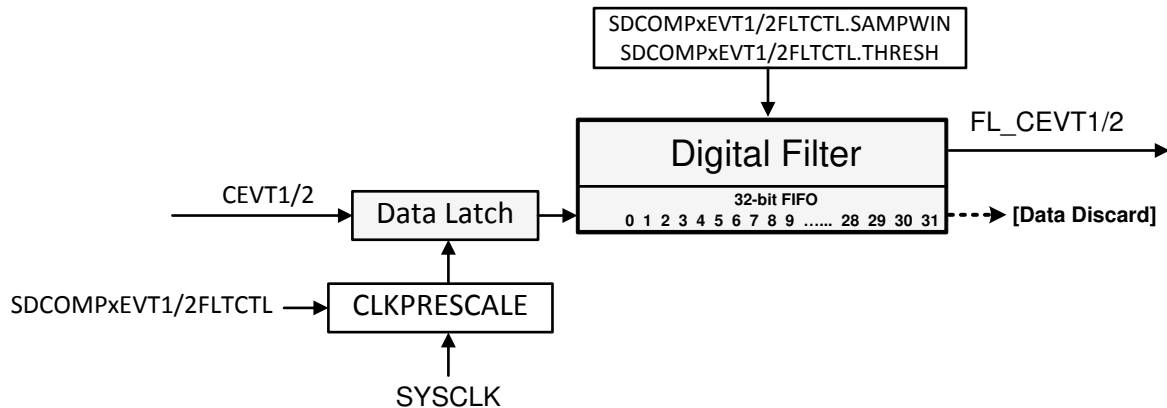 SDCOMPxEVT1/2FLTCTL.SAMPWIN
SDCOMPxEVT1/2FLTCTL.THRESH
FL_CEVT1/2
Digital Filter
CEVT1/2
Data Latch
32-bit FIFO
0 1 2 3 4 5 6 7 8 9 …... 28 29 30 31
[Data Discard]
SDCOMPxEVT1/2FLTCTL
CLKPRESCALE
SYSCLK